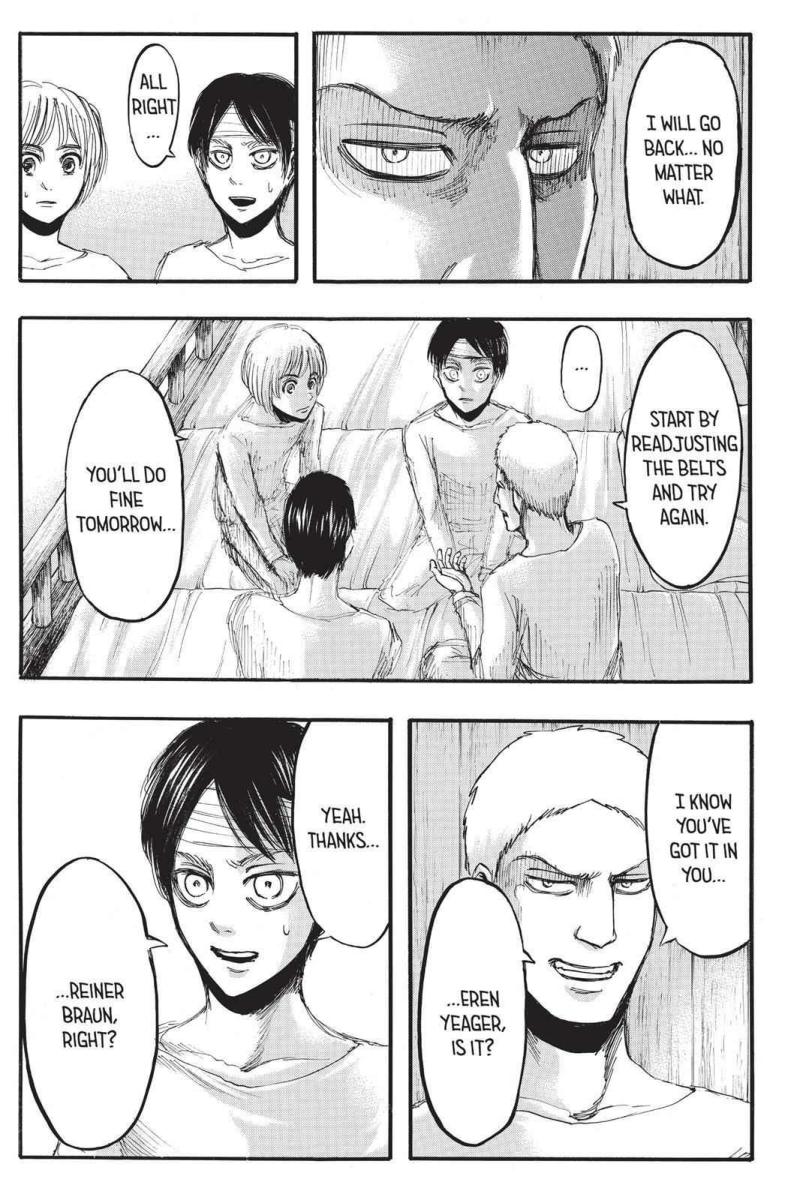 I WILL GO
BACK... NO
MATTER
WHAT.
ALL
RIGHT
...
START BY
READJUSTING
THE BELTS
AND TRY
AGAIN.
...
YOU'LL DO
FINE
TOMORROW...
I KNOW
YOU'VE
GOT IT IN
YOU...
...EREN
YEAGER,
IS IT?
YEAH.
THANKS...
...REINER
BRAUN,
RIGHT?